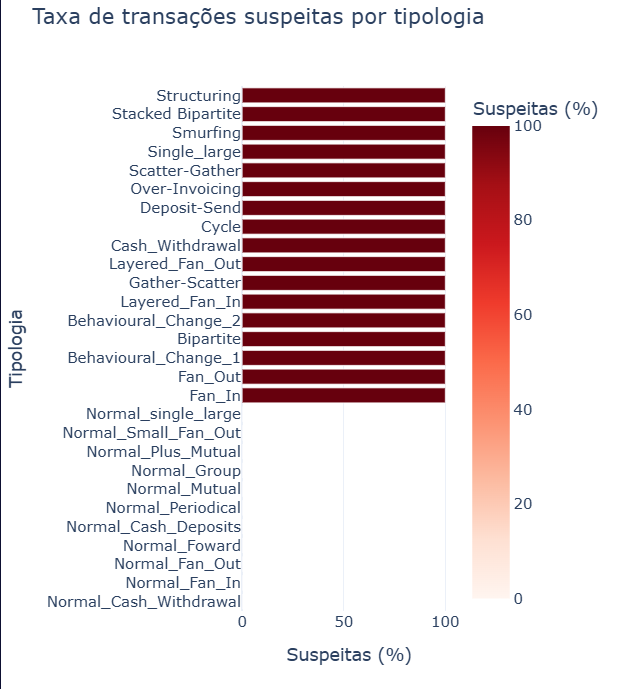 Taxa de transações suspeitas por tipologia
Suspeitas (%)
Structuring
Stacked Bipartite
Smurfing
Single_large
Scatter-Gather
Over-Invoicing
Deposit-Send
Cycle
Cash_Withdrawal
Layered_Fan_Out
Gather-Scatter
Layered_Fan_In
Behavioural_Change_2
Bipartite
Behavioural_Change_1
Fan_Out
Fan_In
Normal_single_large
Normal_Small_Fan_Out
Normal_Plus_Mutual
Normal_Group
Normal_Mutual
Normal_Periodical
Normal_Cash_Deposits
Normal_Foward
Normal_Fan_Out
Normal_Fan_In
Normal_Cash_Withdrawal
Tipologia
0 50 100
Suspeitas (%)
100
80
60
40
20
0